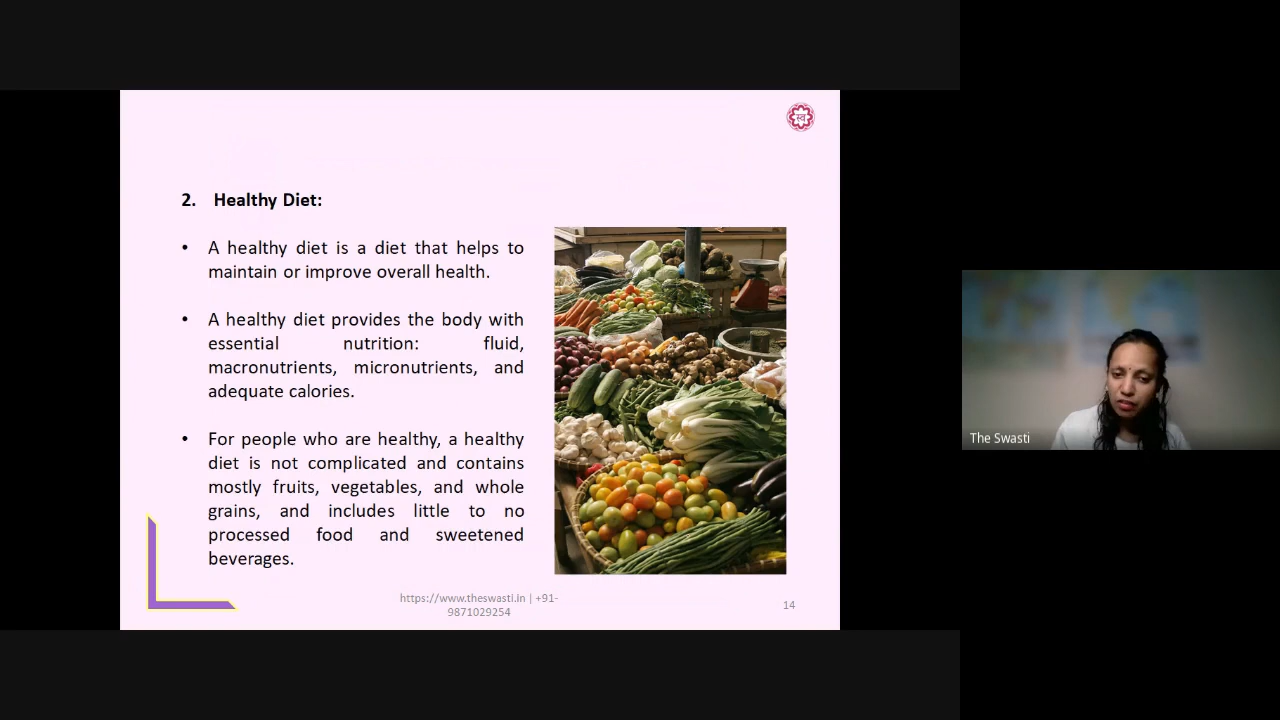 2. Healthy Diet:
• A healthy diet is a diet that helps to
maintain or improve overall health.
• A healthy diet provides the body with
essential nutrition: fluid,
macronutrients, micronutrients, and
adequate calories.
• For people who are healthy, a healthy
diet is not complicated and contains
mostly fruits, vegetables, and whole
grains, and includes little to no
processed food and sweetened
beverages.
https://www.theswasti.in | +91-
9871029254
14
The Swasti